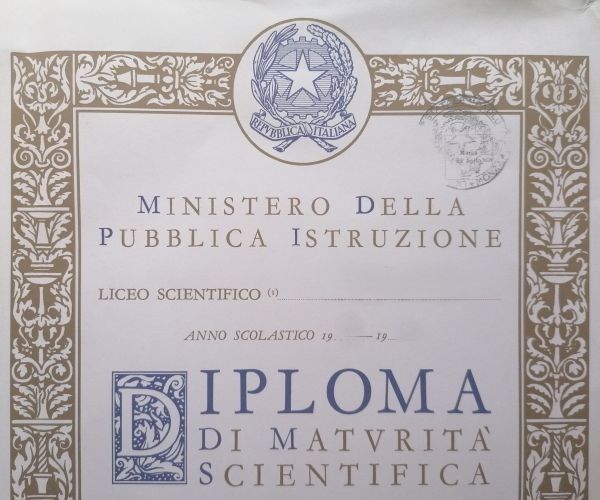 REPVBBLICA ITALIANA
MINISTERO DELLA
PUBBLICA ISTRUZIONE
LICEO SCIENTIFICO (1)
ANNO SCOLASTICO 19 — 19
DIPLOMA
DI MATVRITÀ
SCIENTIFICA